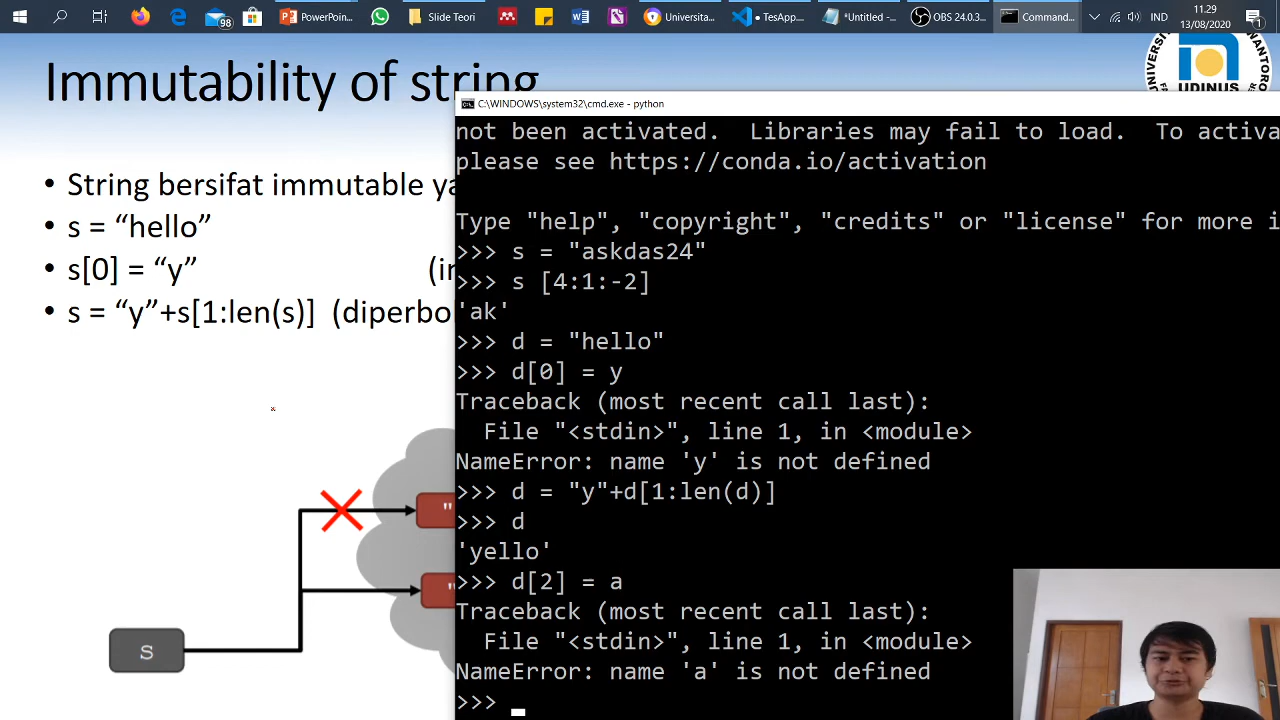 98
PowerPoin...
Slide Teori
Universita...
TesApp...
*Untitled -...
OBS 24.0.3...
Command...
IND
11.29
13/08/2020
1
Immutability of string
UDINUS
• String bersifat immutable ya
• s = “hello”
• s[0] = “y” (in
• s = “y”+s[1:len(s)] (diperbol
"
"
s
C:\WINDOWS\system32\cmd.exe - python
not been activated. Libraries may fail to load. To activa
please see https://conda.io/activation
Type "help", "copyright", "credits" or "license" for more i
>>> s = "askdas24"
>>> s [4:1:-2]
'ak'
>>> d = "hello"
>>> d[0] = y
Traceback (most recent call last):
File "<stdin>", line 1, in <module>
NameError: name 'y' is not defined
>>> d = "y"+d[1:len(d)]
>>> d
'yello'
>>> d[2] = a
Traceback (most recent call last):
File "<stdin>", line 1, in <module>
NameError: name 'a' is not defined
>>>